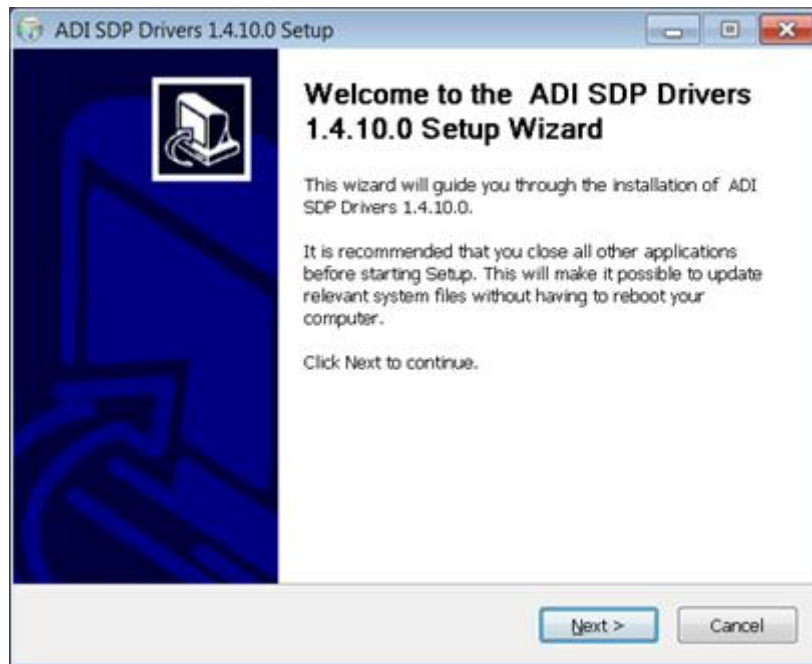 ADI SDP Drivers 1.4.10.0 Setup
Welcome to the ADI SDP Drivers
1.4.10.0 Setup Wizard
This wizard will guide you through the installation of ADI
SDP Drivers 1.4.10.0.
It is recommended that you close all other applications
before starting Setup. This will make it possible to update
relevant system files without having to reboot your
computer.
Click Next to continue.
Next >
Cancel